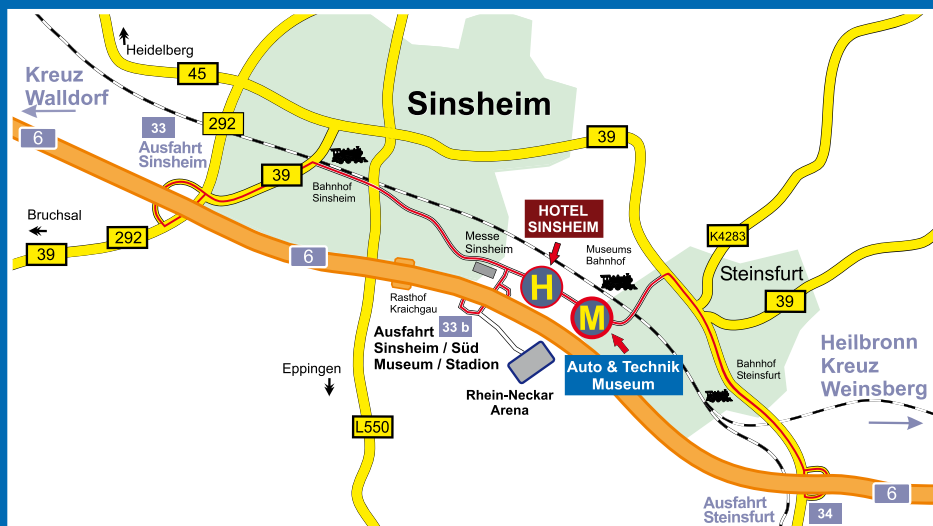 Heidelberg
Kreuz
Walldorf
45
Sinsheim
6
33
292
Ausfahrt
Sinsheim
39
39
Bahnhof
Sinsheim
Bruchsal
39
292
HOTEL
SINSHEIM
K4283
Messe
Sinsheim
Museums
Bahnhof
Steinsfurt
6
H
39
Rasthof
Kraichgau
M
33 b
Ausfahrt
Sinsheim / Süd
Museum / Stadion
Heilbronn
Kreuz
Weinsberg
Eppingen
Auto & Technik
Museum
Bahnhof
Steinsfurt
Rhein-Neckar
Arena
L550
6
Ausfahrt
Steinsfurt
34